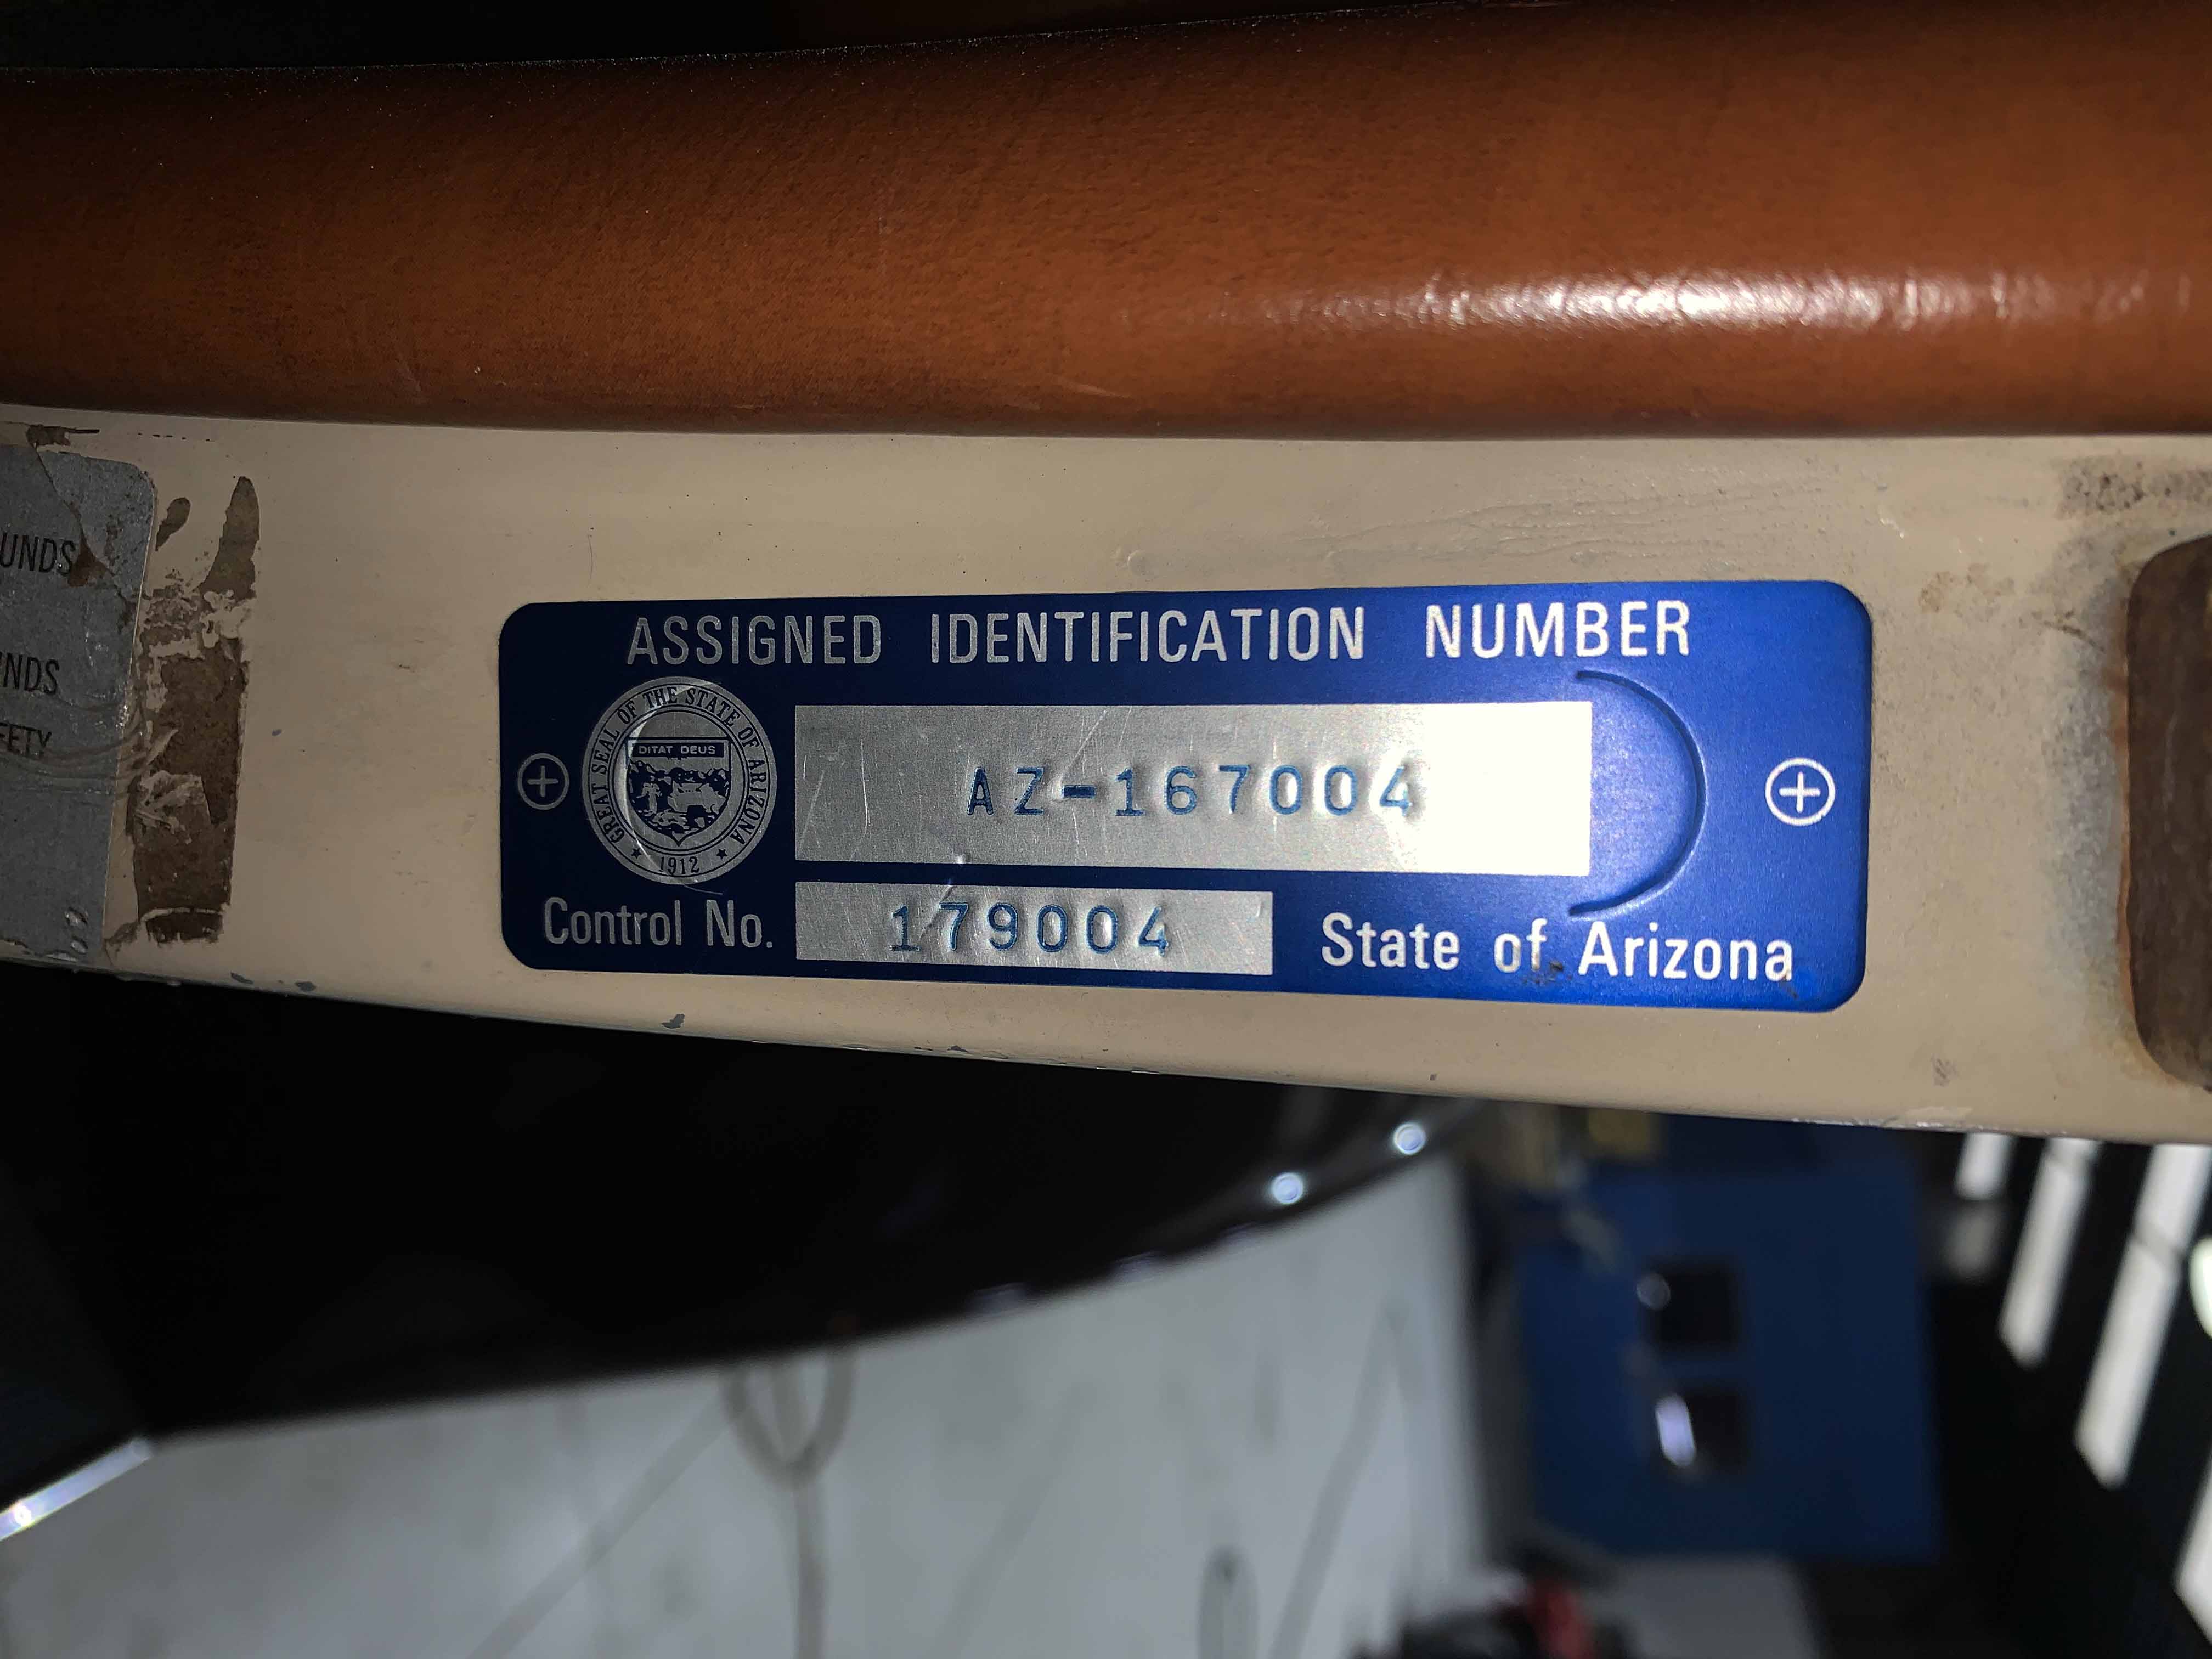 UNDS
NDS
FETY
ASSIGNED IDENTIFICATION NUMBER
GREAT SEAL OF THE STATE OF ARIZONA
DITAT DEUS
★ 1912 ★
AZ-167004
Control No. 179004 State of Arizona